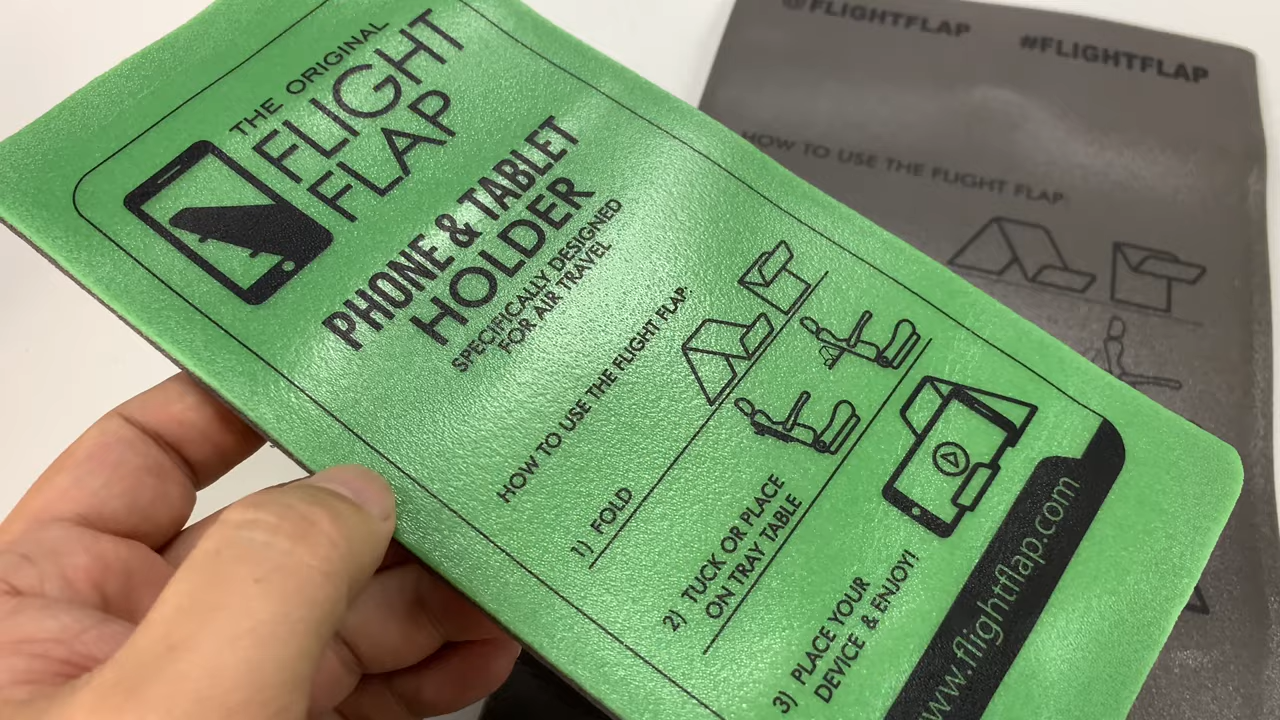 THE ORIGINAL
FLIGHT
FLAP
PHONE & TABLET
HOLDER
SPECIFICALLY DESIGNED
FOR AIR TRAVEL
HOW TO USE THE FLIGHT FLAP:
1) FOLD
2) TUCK OR PLACE
ON TRAY TABLE
3) PLACE YOUR
DEVICE & ENJOY!
www.flightflap.com
@FLIGHTFLAP #FLIGHTFLAP
HOW TO USE THE FLIGHT FLAP: